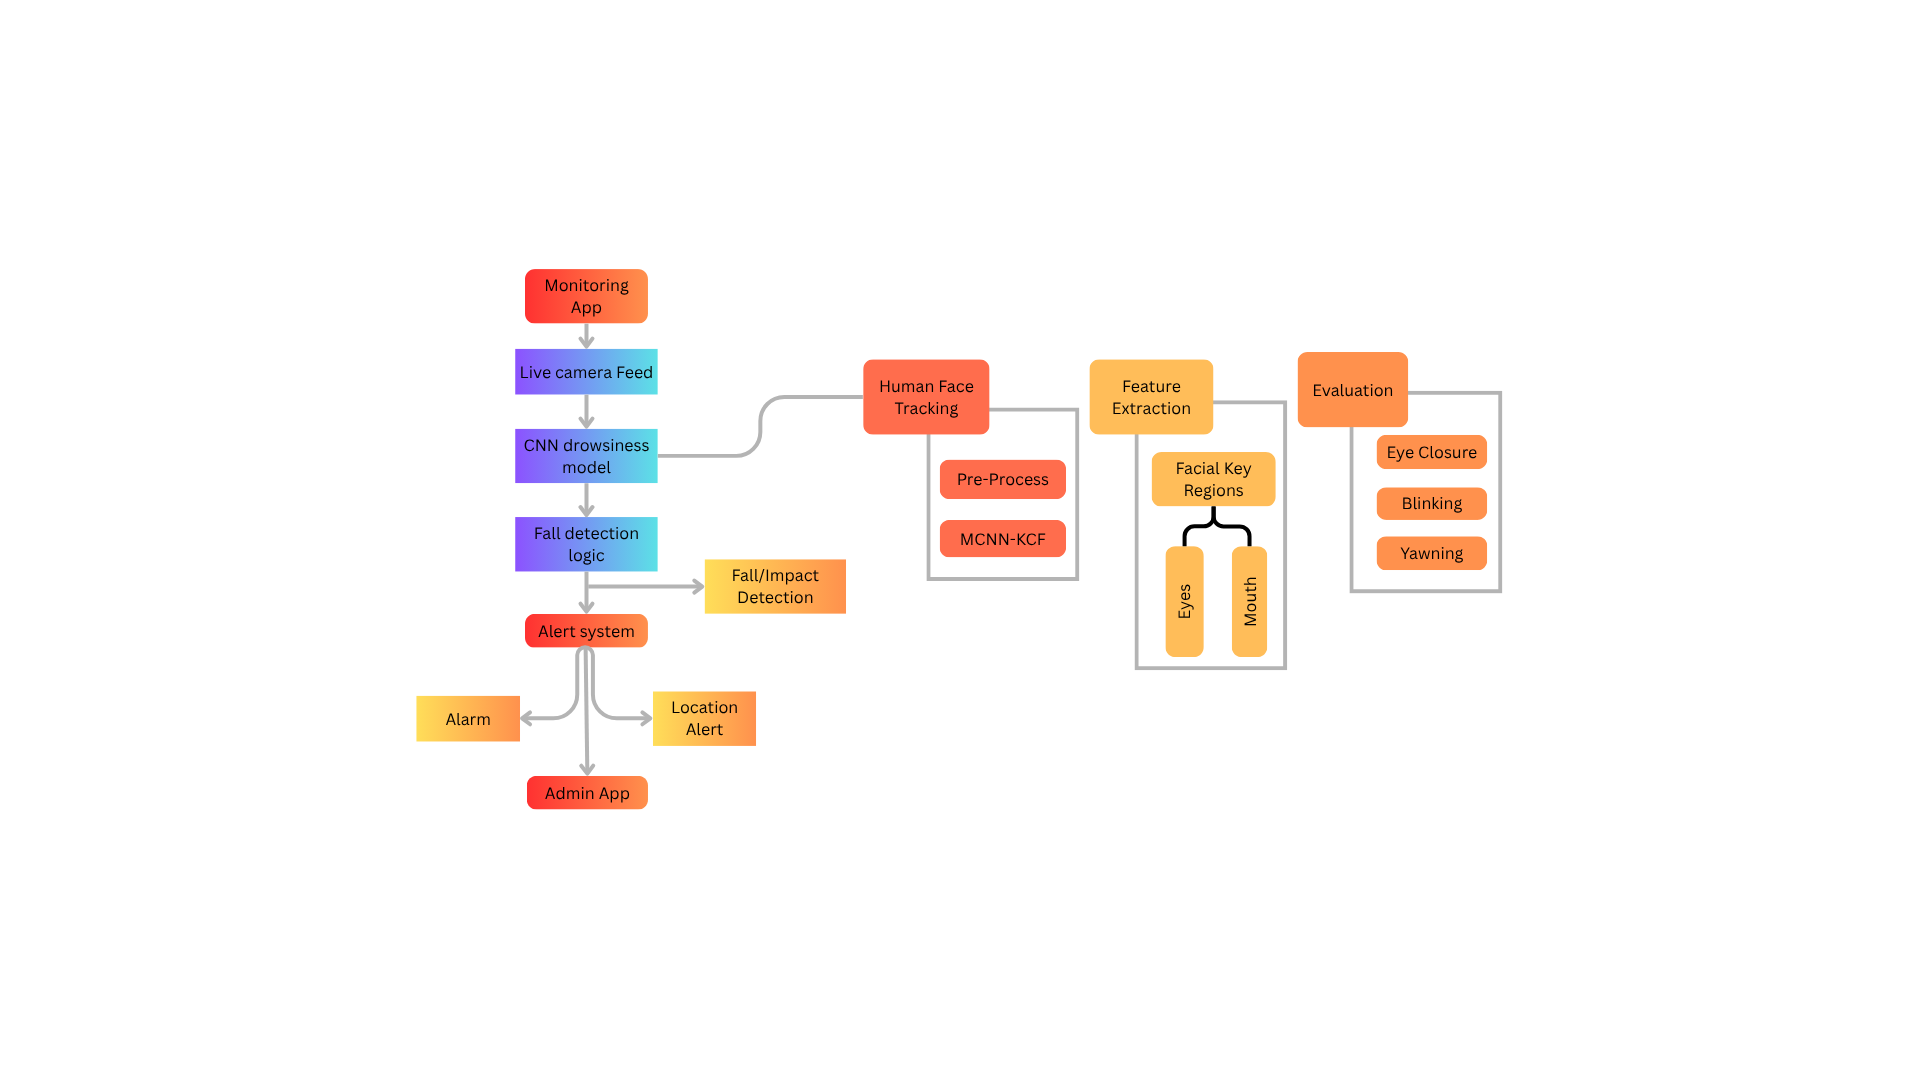 Monitoring
App
Live camera Feed
CNN drowsiness
model
Fall detection
logic
Fall/Impact
Detection
Alert system
Alarm
Location
Alert
Admin App
Human Face
Tracking
Pre-Process
MCNN-KCF
Feature
Extraction
Facial Key
Regions
Eyes
Mouth
Evaluation
Eye Closure
Blinking
Yawning